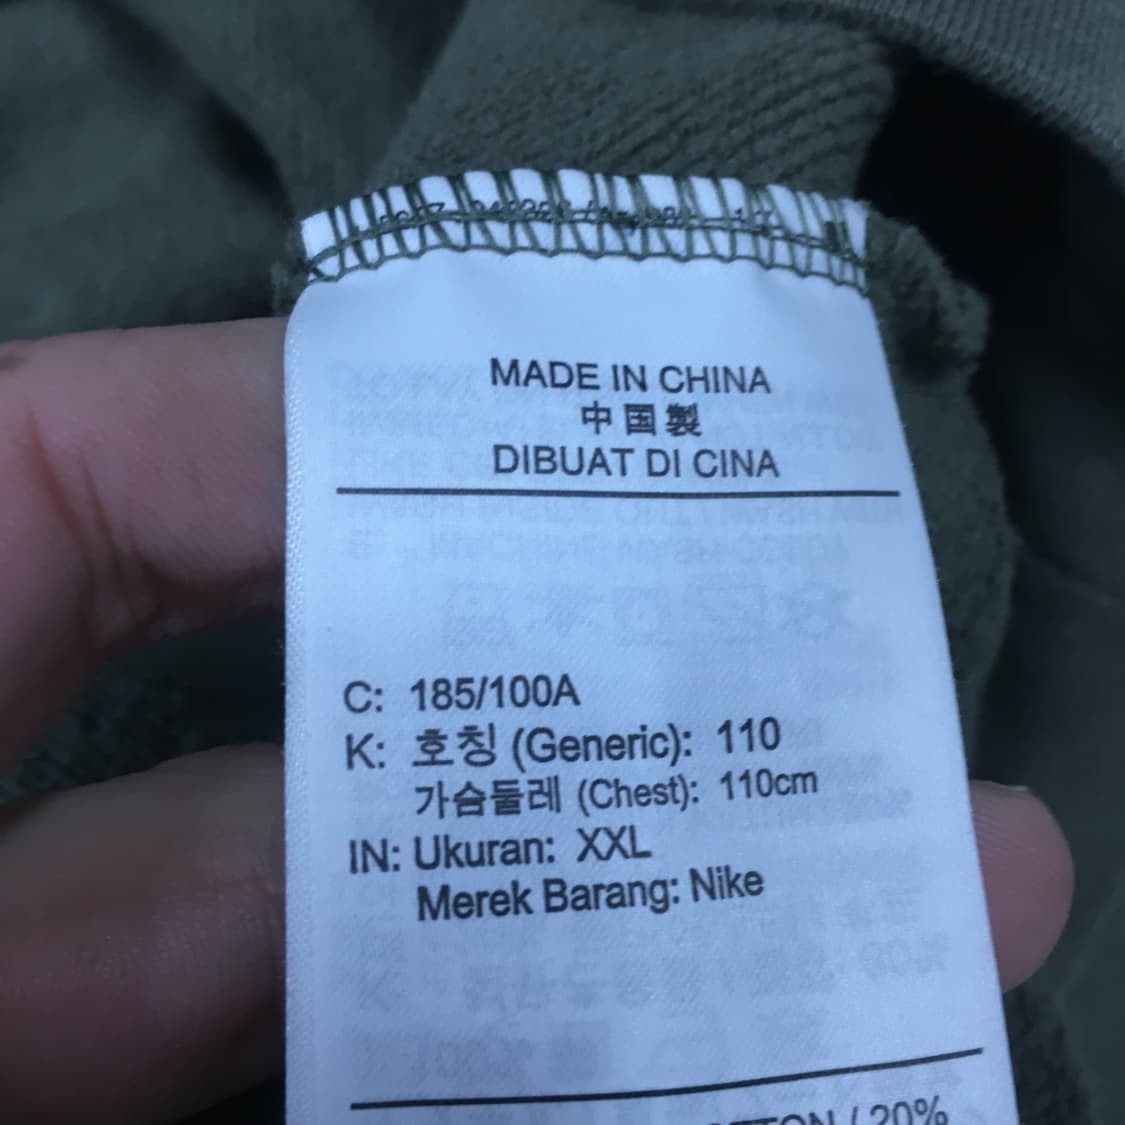 MADE IN CHINA
中国製
DIBUAT DI CINA
C: 185/100A
K: 호칭 (Generic): 110
가슴둘레 (Chest): 110cm
IN: Ukuran: XXL
Merek Barang: Nike
/ 20%